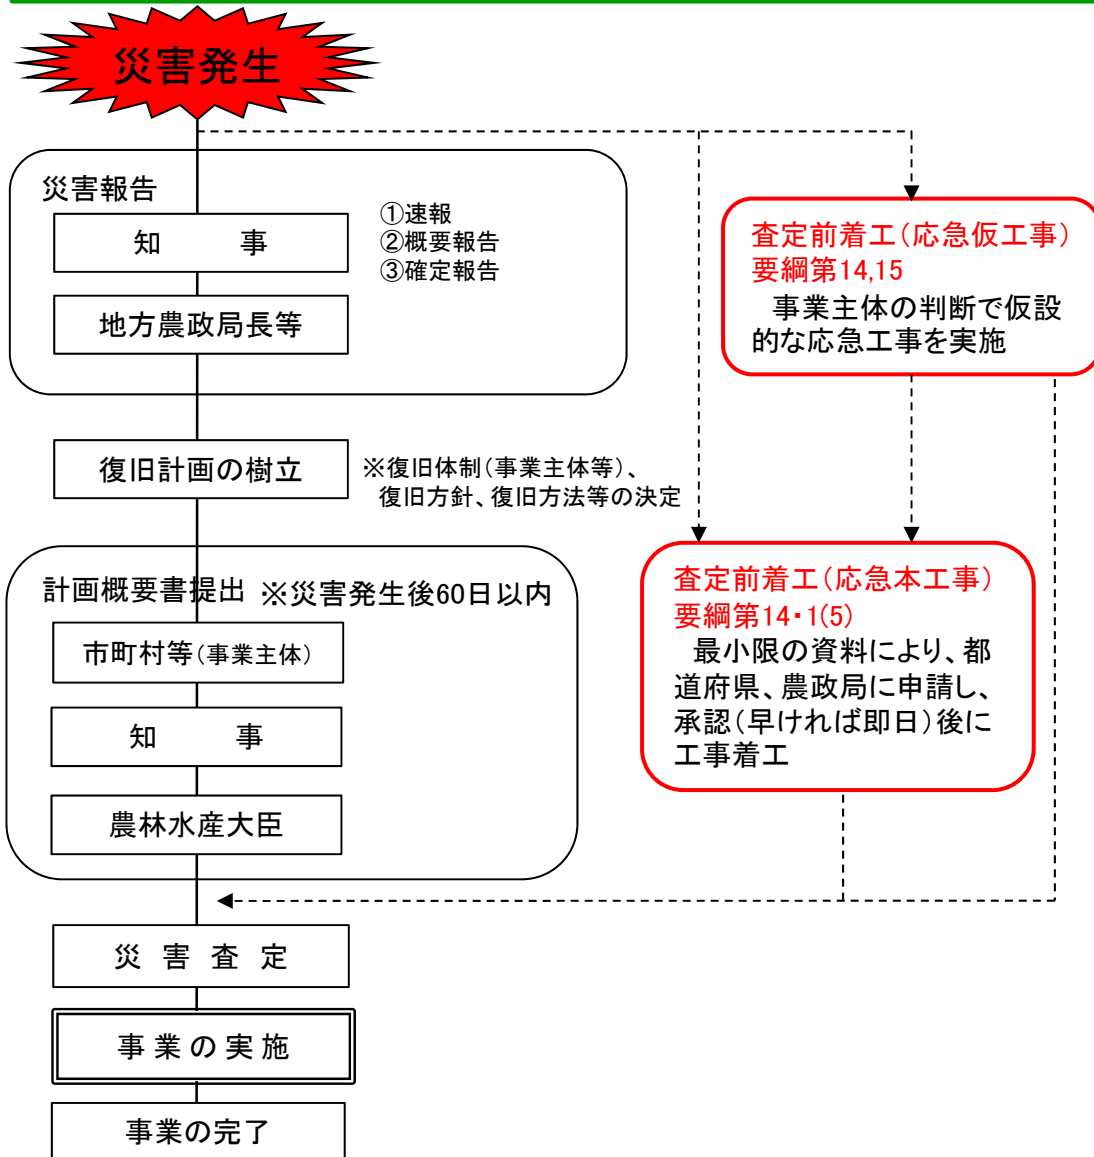 災害発生
災害報告
知　　事
①速報
②概要報告
③確定報告
地方農政局長等
復旧計画の樹立
※復旧体制(事業主体等)、
復旧方針、復旧方法等の決定
計画概要書提出 ※災害発生後60日以内
市町村等(事業主体)
知　　事
農林水産大臣
災 害 査 定
事 業 の 実 施
事業の完了
査定前着工(応急仮工事)
要綱第14,15
事業主体の判断で仮設
的な応急工事を実施
査定前着工(応急本工事)
要綱第14・1(5)
最小限の資料により、都
道府県、農政局に申請し、
承認(早ければ即日)後に
工事着工